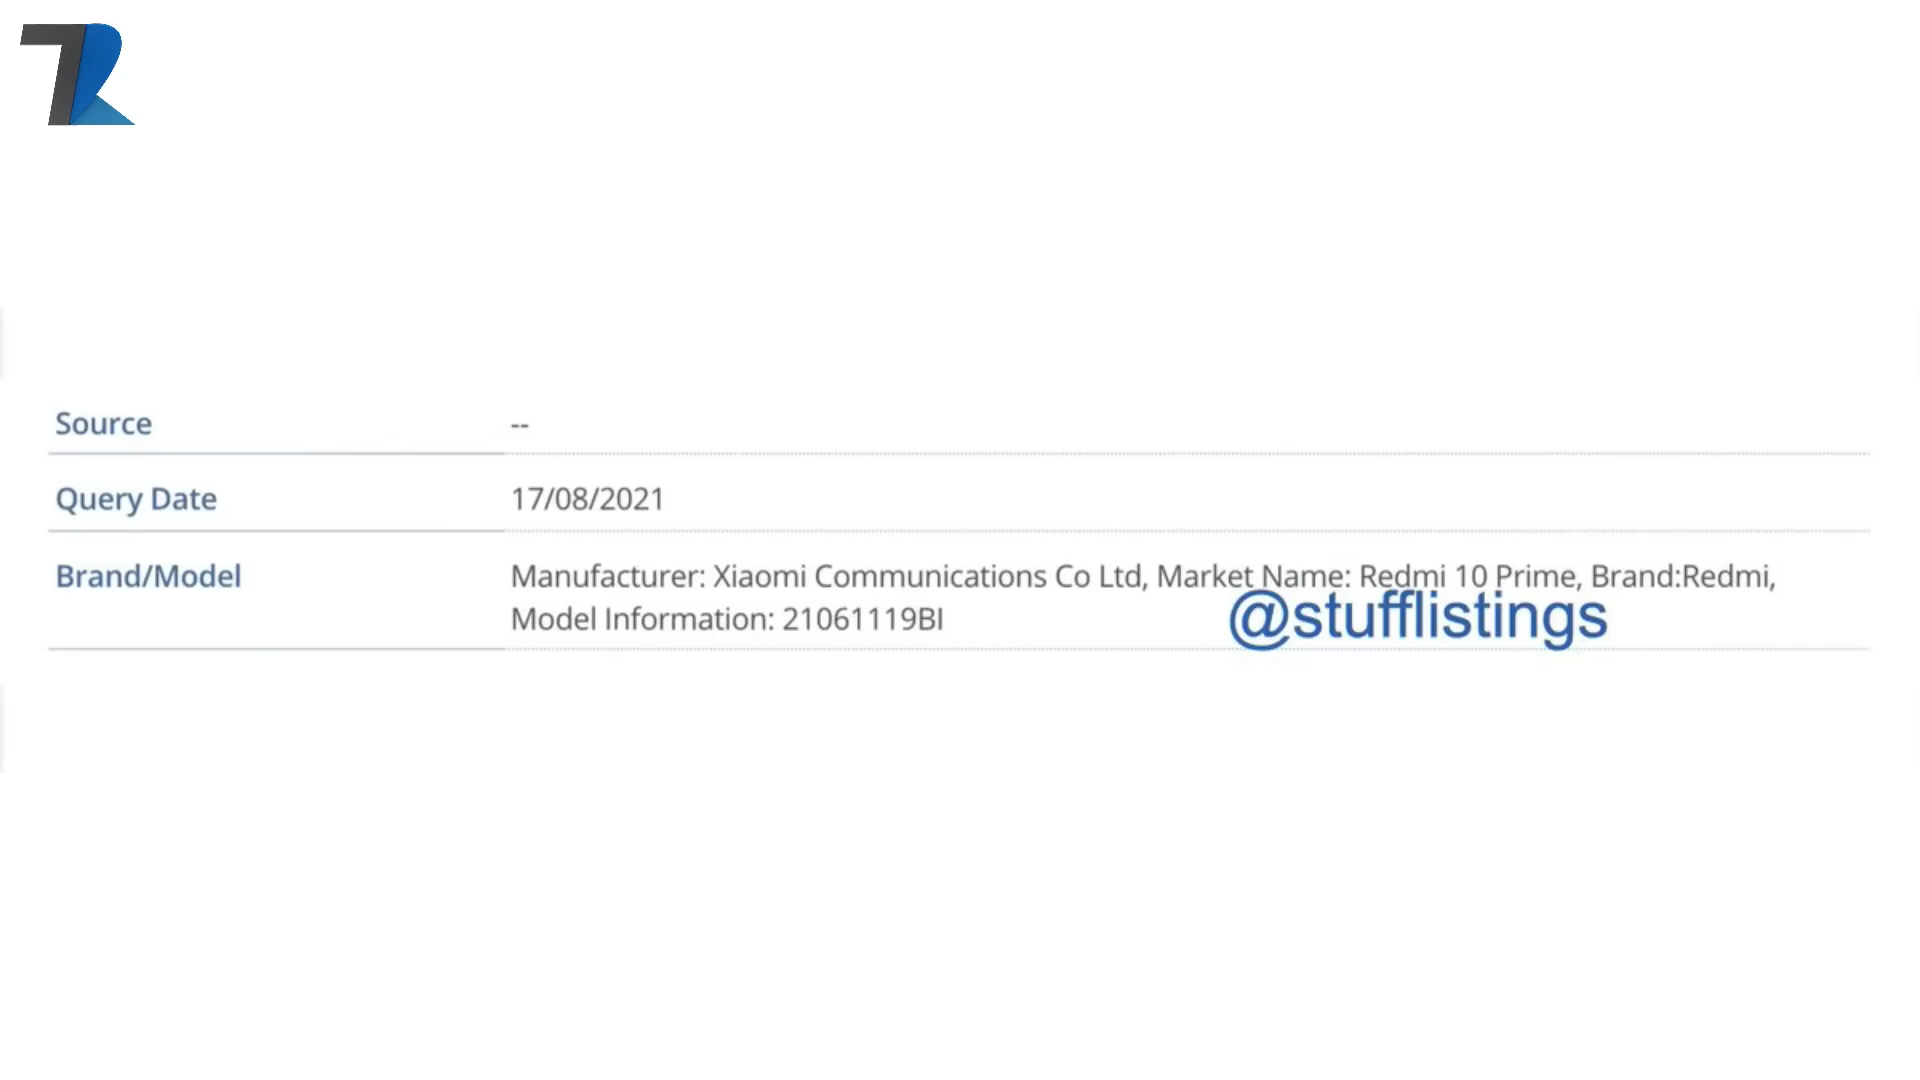 Source --
Query Date 17/08/2021
Brand/Model Manufacturer: Xiaomi Communications Co Ltd, Market Name: Redmi 10 Prime, Brand:Redmi,
Model Information: 21061119BI
@stufflistings